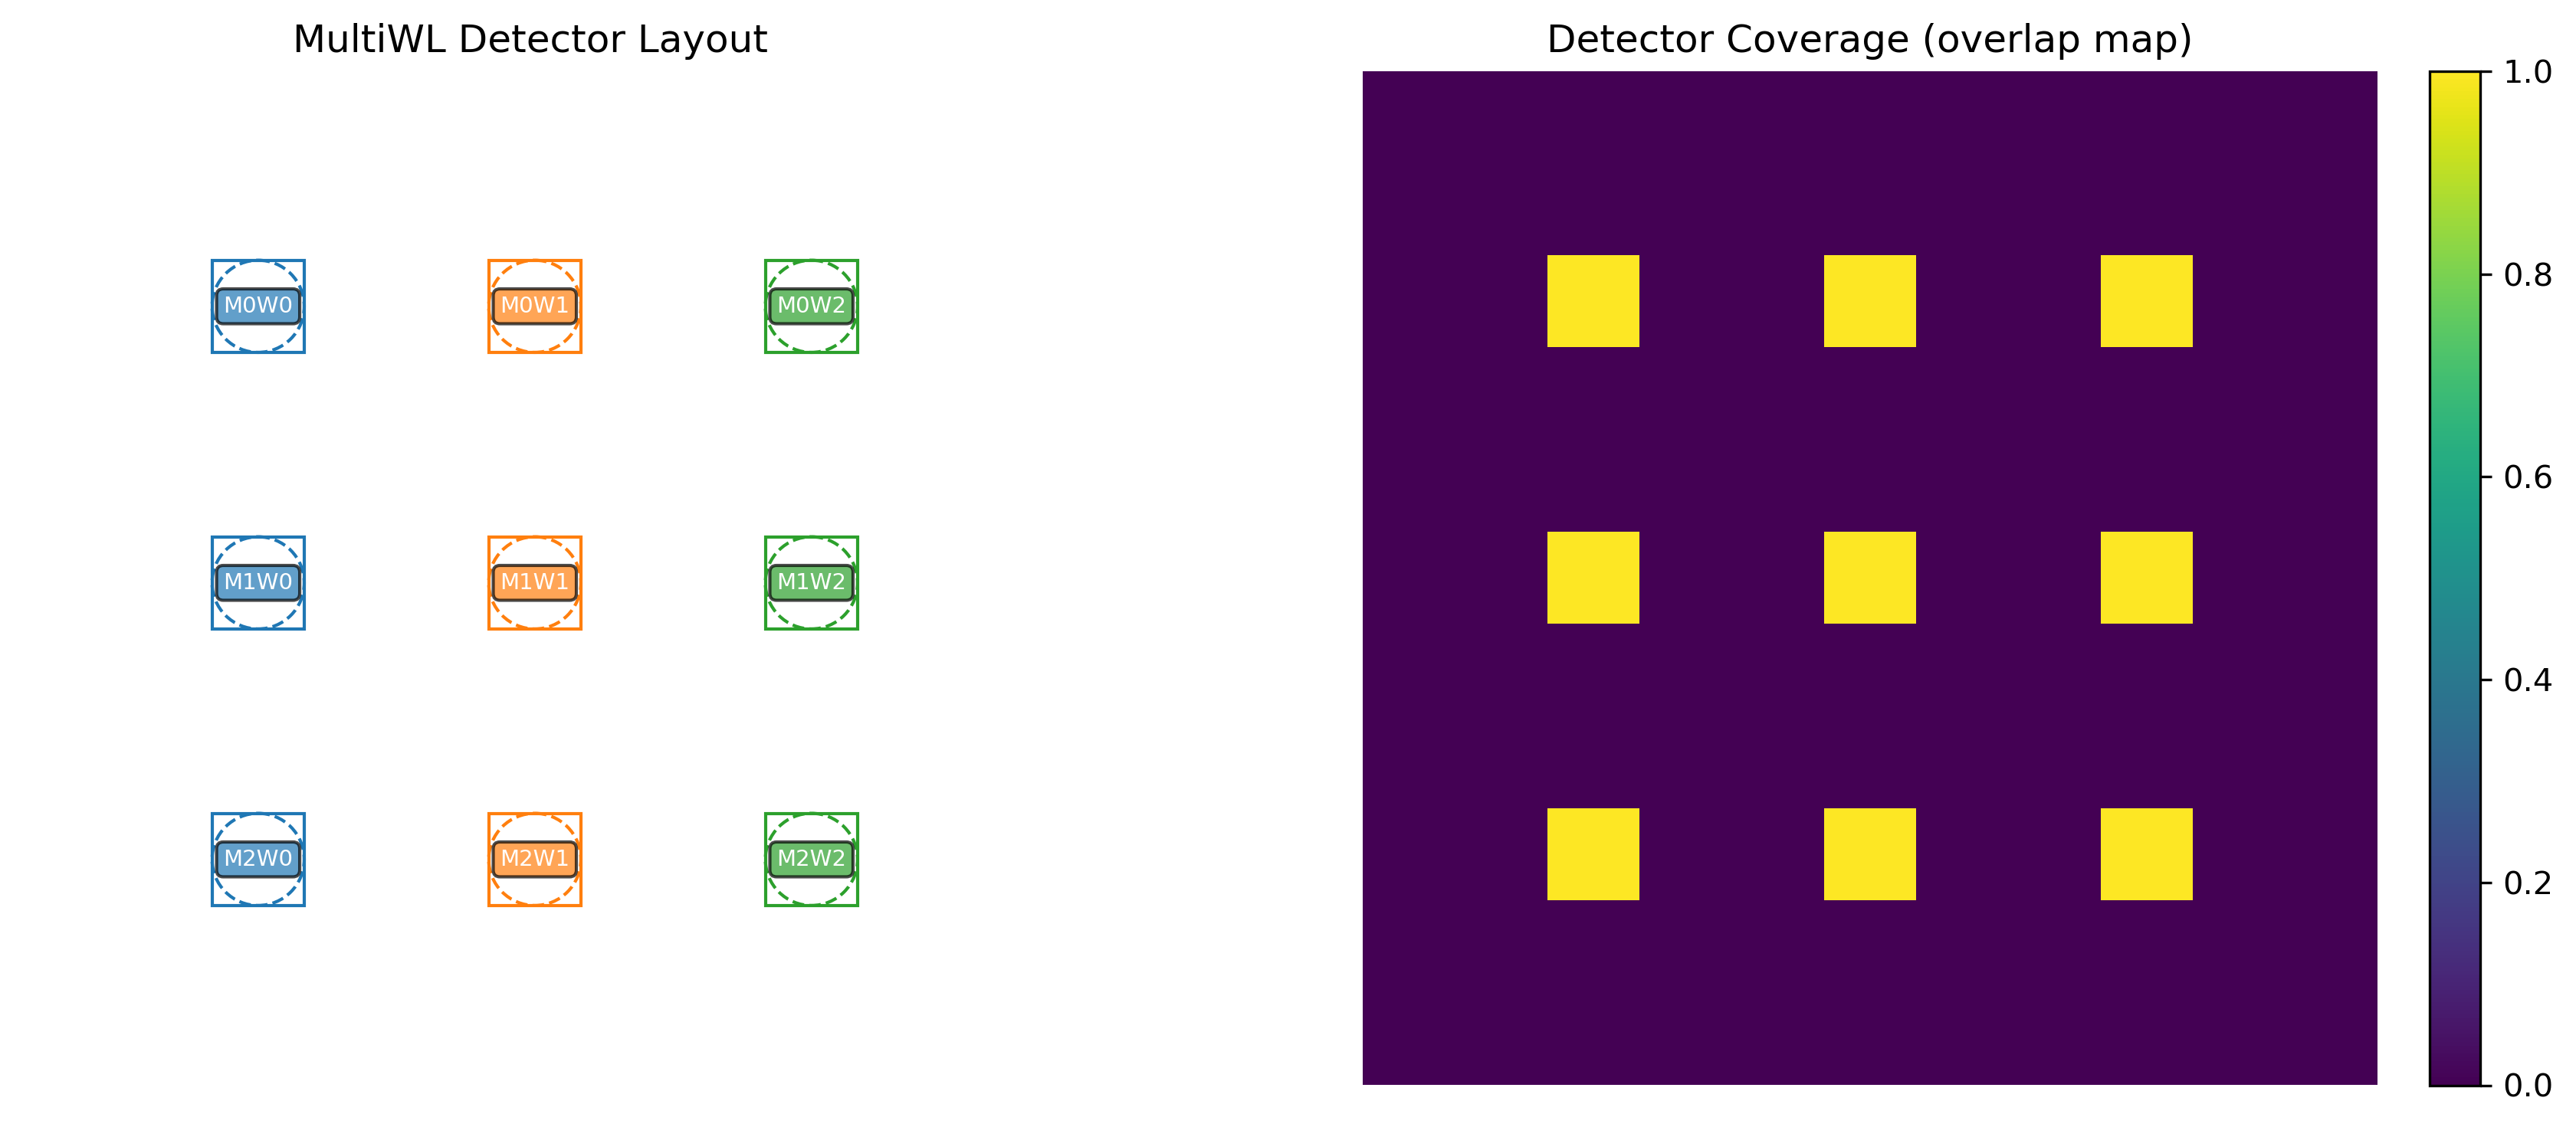 MultiWL Detector Layout
M0W0 M0W1 M0W2
M1W0 M1W1 M1W2
M2W0 M2W1 M2W2
Detector Coverage (overlap map)
1.0
0.8
0.6
0.4
0.2
0.0